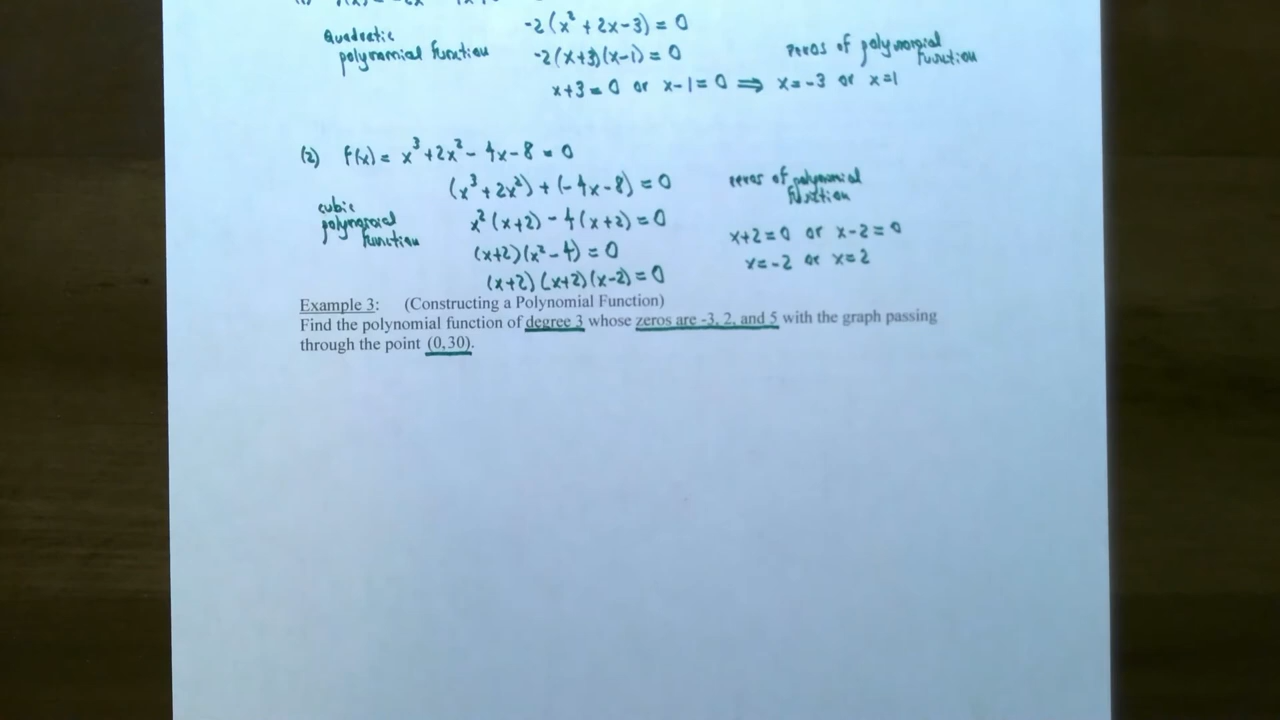 -2(x² + 2x-3) = 0
Quadratic
polynomial function
-2(x+3)(x-1) = 0
zeros of polynomial
function
x+3 = 0 or x-1 = 0 ⟹ x = -3 or x=1
(2) f(x) = x³+2x²- 4x-8 = 0
(x³+2x²) + (-4x-8) = 0
zeros of polynomial
function
cubic
polynomial
function
x²(x+2) - 4(x+2) = 0
x+2=0 or x-2=0
(x+2)(x²-4) = 0
x=-2 or x=2
(x+2)(x+2)(x-2)=0
Example 3: (Constructing a Polynomial Function)
Find the polynomial function of degree 3 whose zeros are -3, 2, and 5 with the graph passing
through the point (0,30).